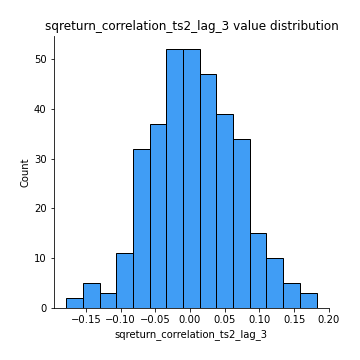 sqreturn_correlation_ts2_lag_3 value distribution
Count
50
40
30
20
10
0
−0.15 −0.10 −0.05 0.00 0.05 0.10 0.15 0.20
sqreturn_correlation_ts2_lag_3